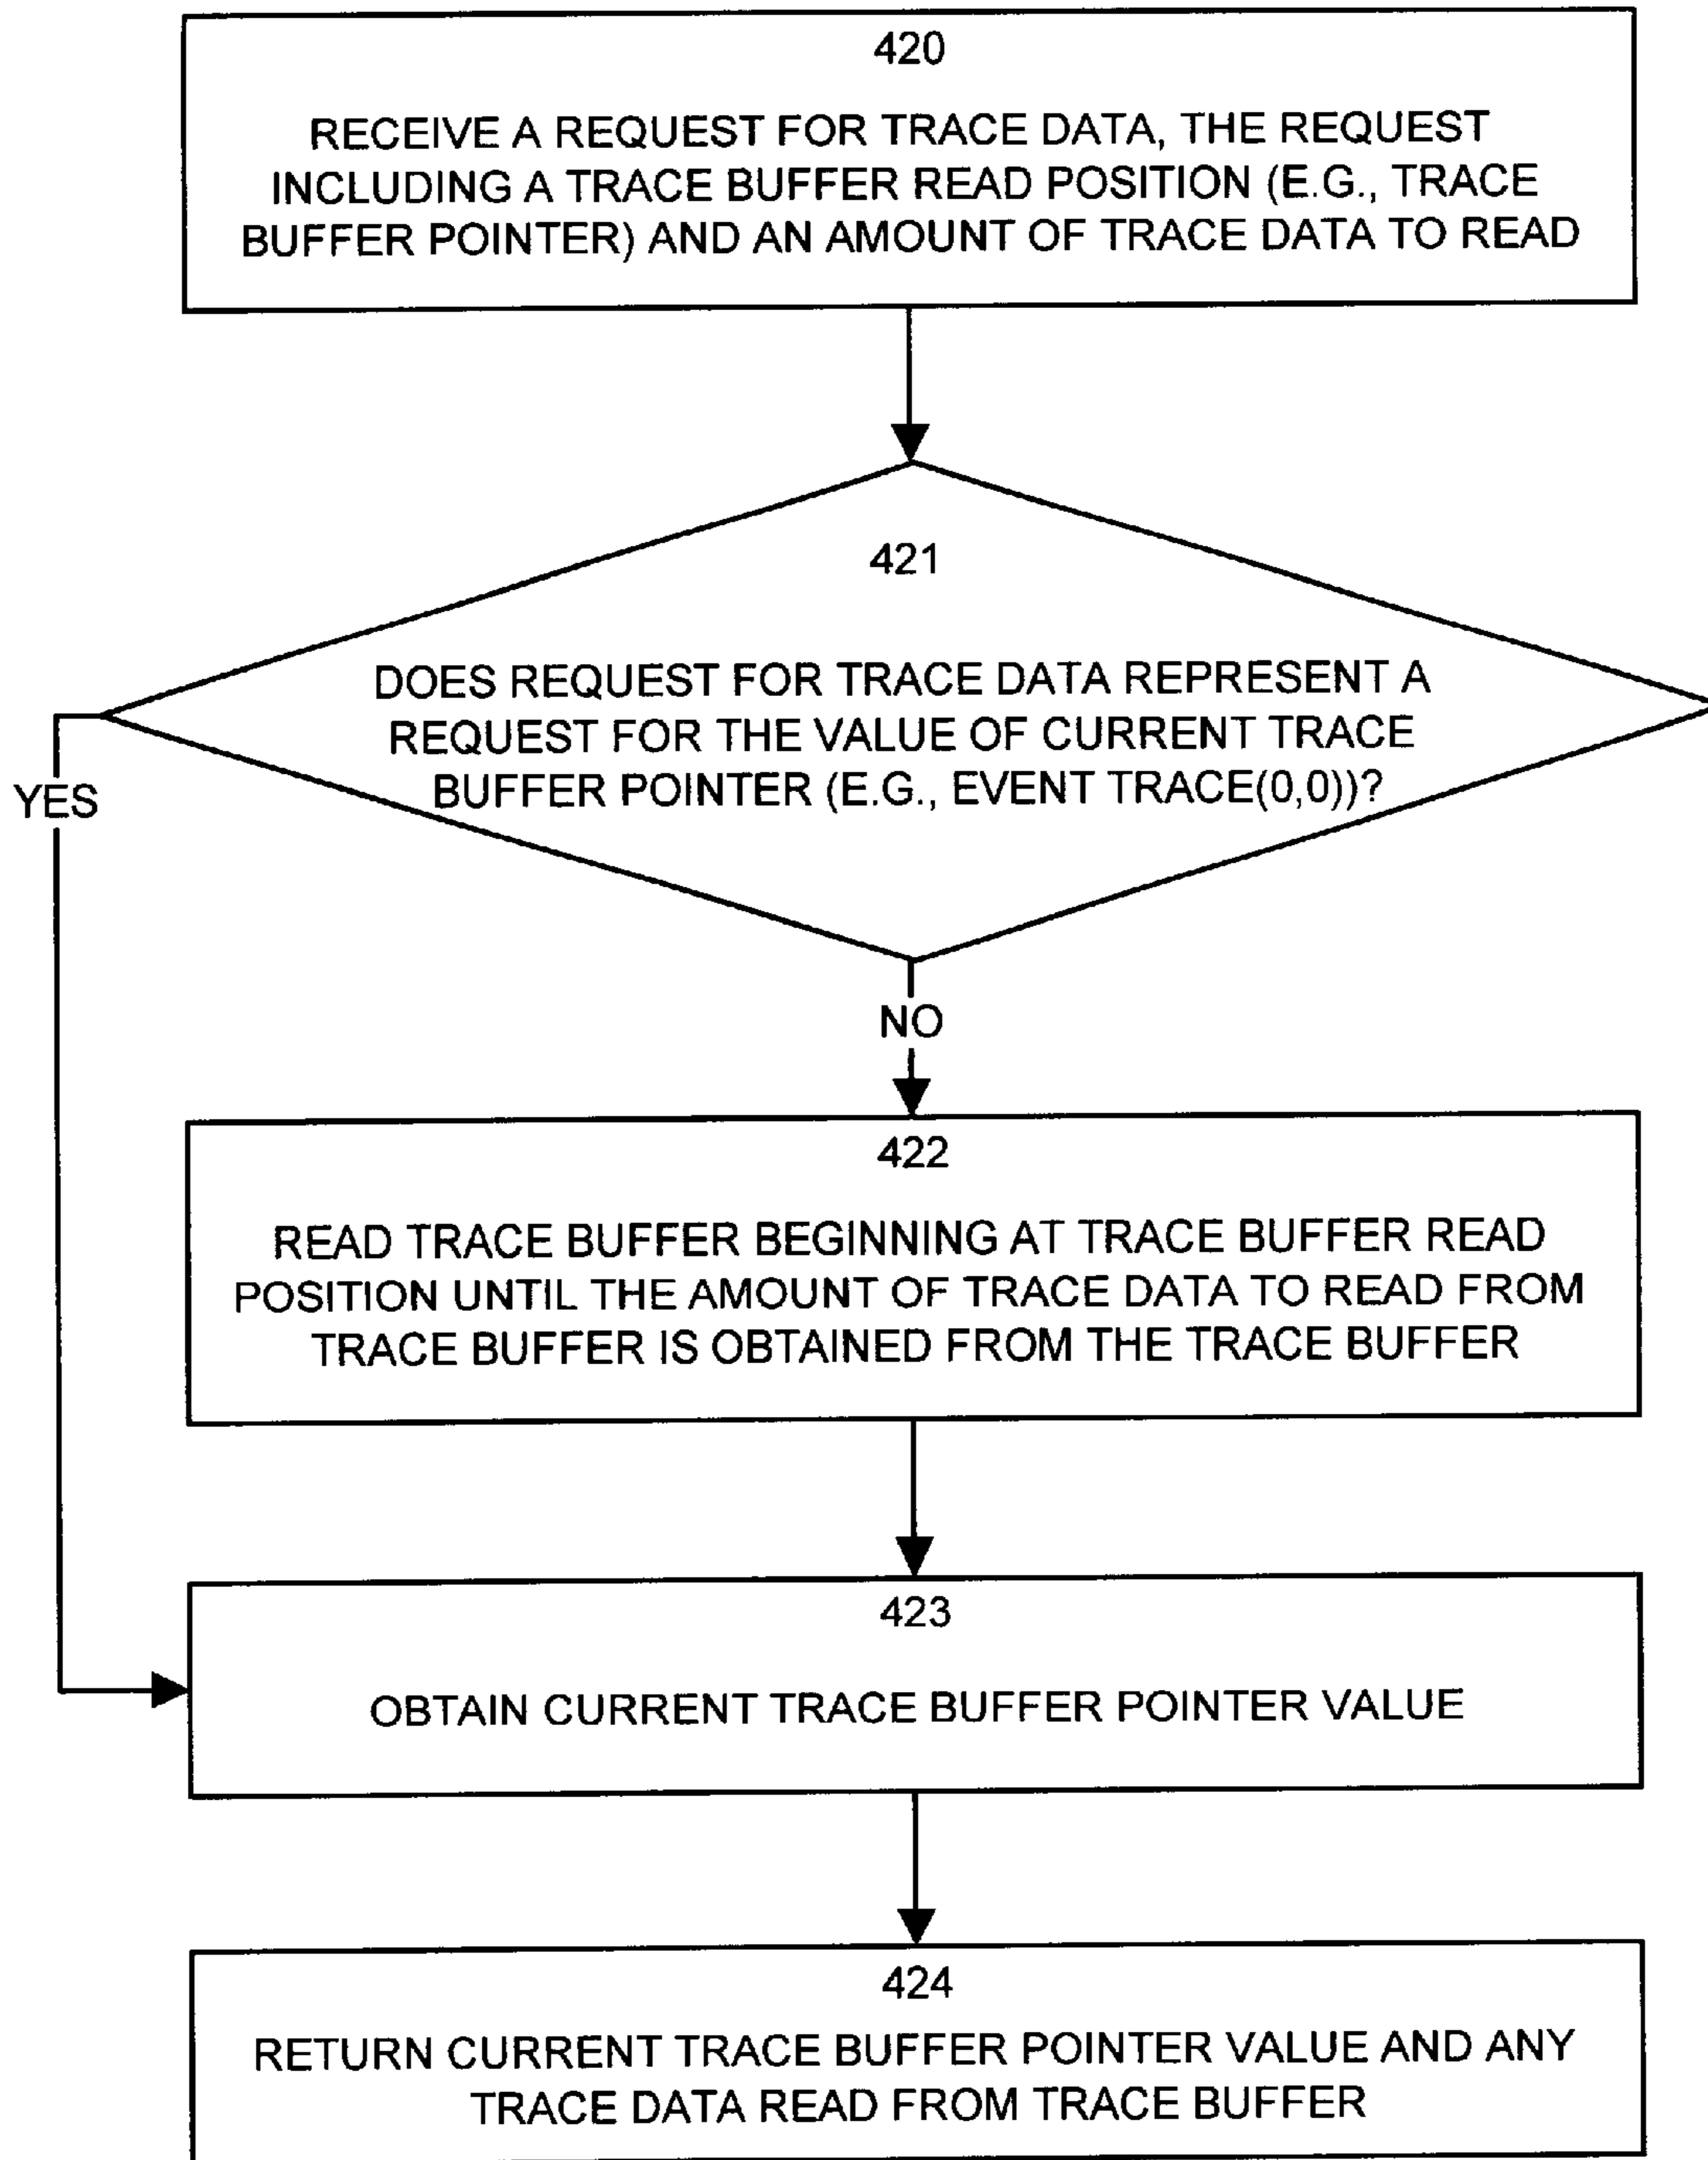 420
RECEIVE A REQUEST FOR TRACE DATA, THE REQUEST
INCLUDING A TRACE BUFFER READ POSITION (E.G., TRACE
BUFFER POINTER) AND AN AMOUNT OF TRACE DATA TO READ
421
DOES REQUEST FOR TRACE DATA REPRESENT A
REQUEST FOR THE VALUE OF CURRENT TRACE
BUFFER POINTER (E.G., EVENT TRACE(0,0))?
YES
NO
422
READ TRACE BUFFER BEGINNING AT TRACE BUFFER READ
POSITION UNTIL THE AMOUNT OF TRACE DATA TO READ FROM
TRACE BUFFER IS OBTAINED FROM THE TRACE BUFFER
423
OBTAIN CURRENT TRACE BUFFER POINTER VALUE
424
RETURN CURRENT TRACE BUFFER POINTER VALUE AND ANY
TRACE DATA READ FROM TRACE BUFFER